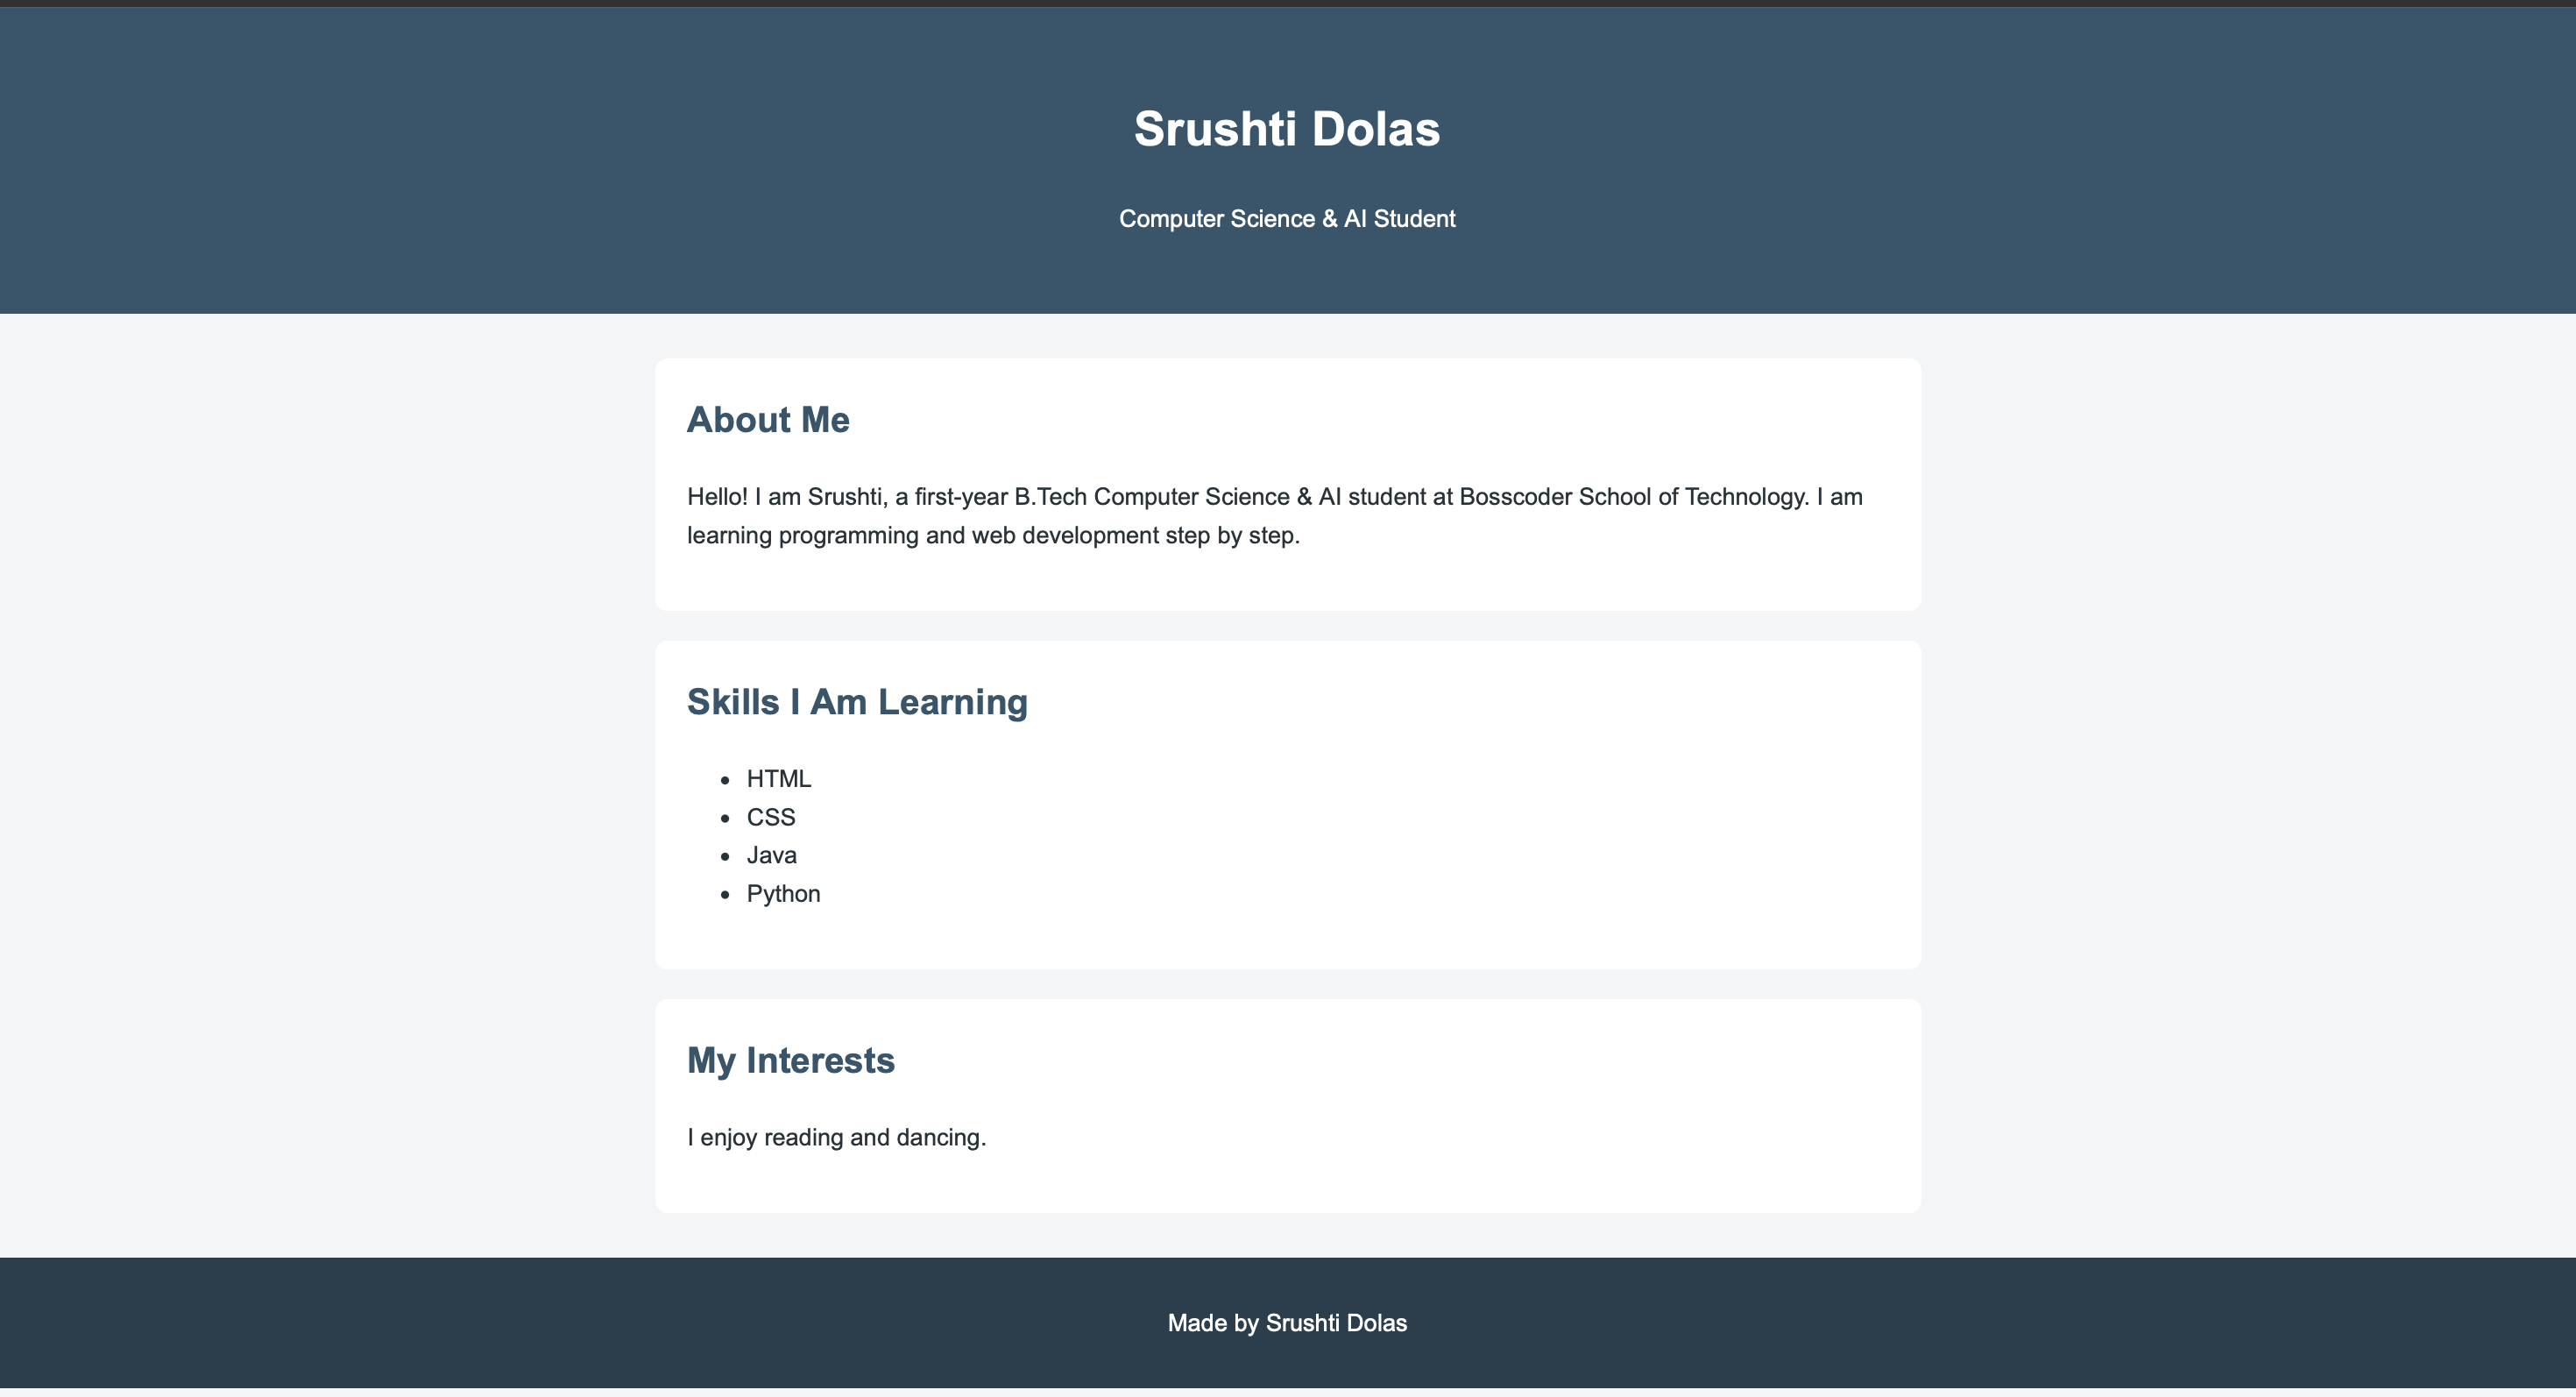 Srushti Dolas
Computer Science & AI Student
About Me
Hello! I am Srushti, a first-year B.Tech Computer Science & AI student at Bosscoder School of Technology. I am
learning programming and web development step by step.
Skills I Am Learning
• HTML
• CSS
• Java
• Python
My Interests
I enjoy reading and dancing.
Made by Srushti Dolas